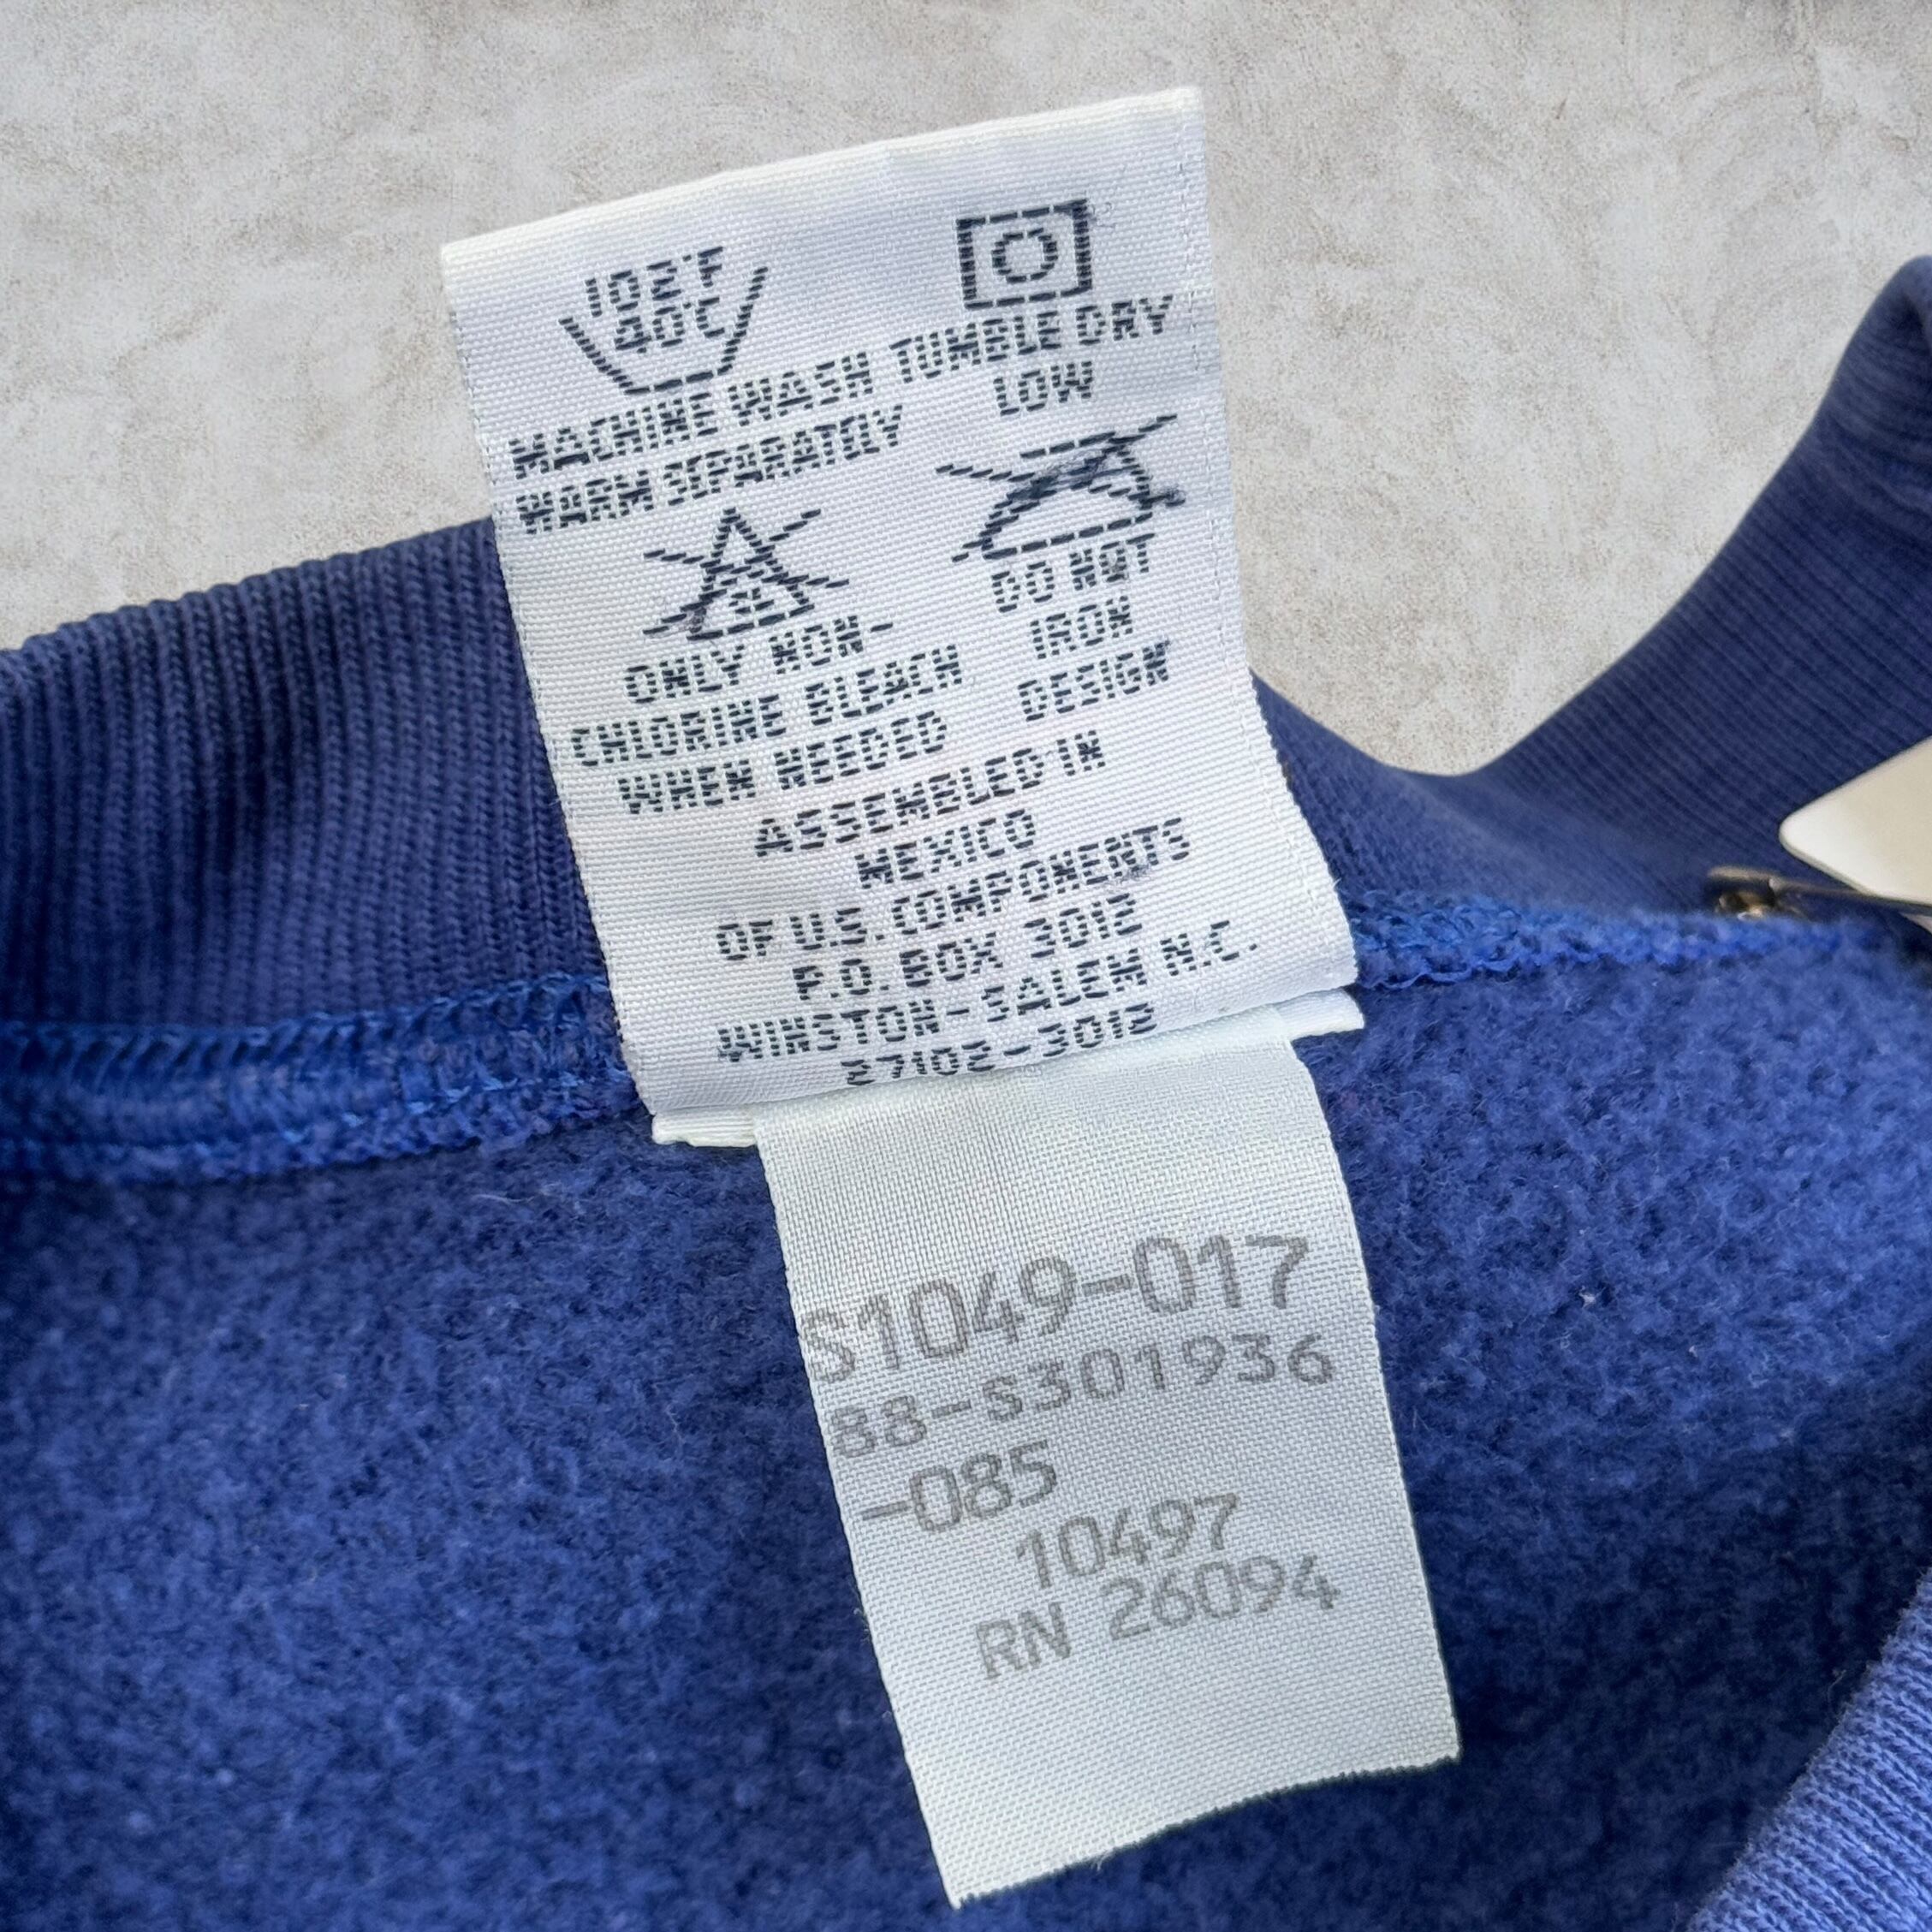 102°F
40°C
MACHINE WASH
WARM SEPARATELY
TUMBLE DRY
LOW
CL
ONLY NON-
CHLORINE BLEACH
WHEN NEEDED
DO NOT
IRON
DESIGN
ASSEMBLED IN
MEXICO
OF U.S. COMPONENTS
P.O. BOX 3012
WINSTON-SALEM N.C.
27102-3012
S1049-017
88-S301936
-085
10497
RN 26094